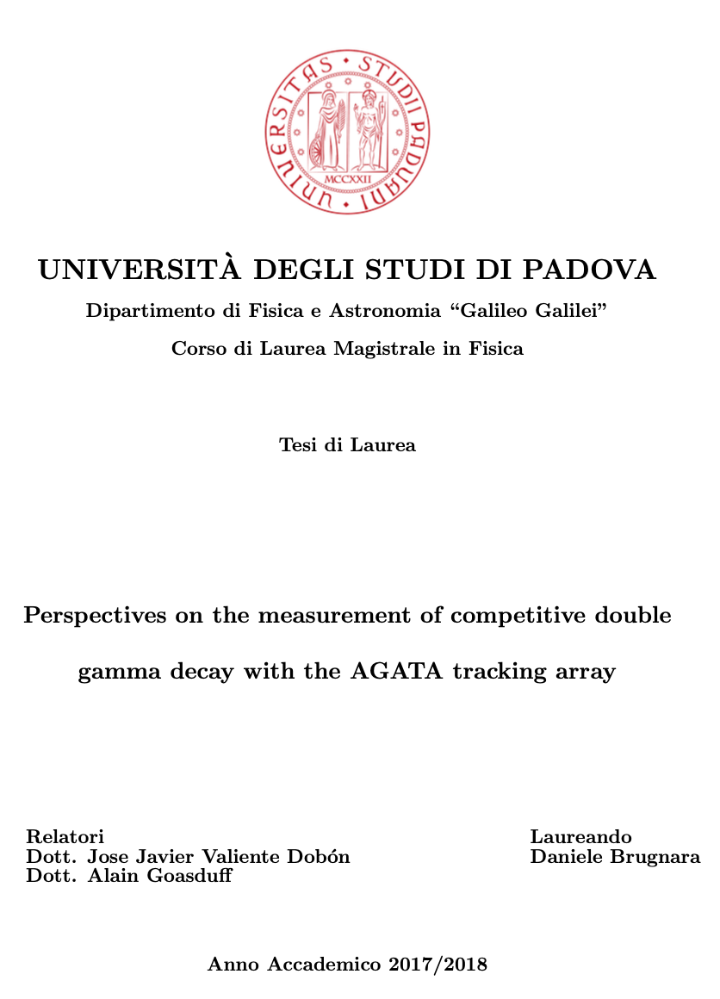 UNIVERSITAS STUDII PADUANI
MCCXXII
UNIVERSITÀ DEGLI STUDI DI PADOVA
Dipartimento di Fisica e Astronomia “Galileo Galilei”
Corso di Laurea Magistrale in Fisica
Tesi di Laurea
Perspectives on the measurement of competitive double
gamma decay with the AGATA tracking array
Relatori
Dott. Jose Javier Valiente Dobón
Dott. Alain Goasduff
Laureando
Daniele Brugnara
Anno Accademico 2017/2018